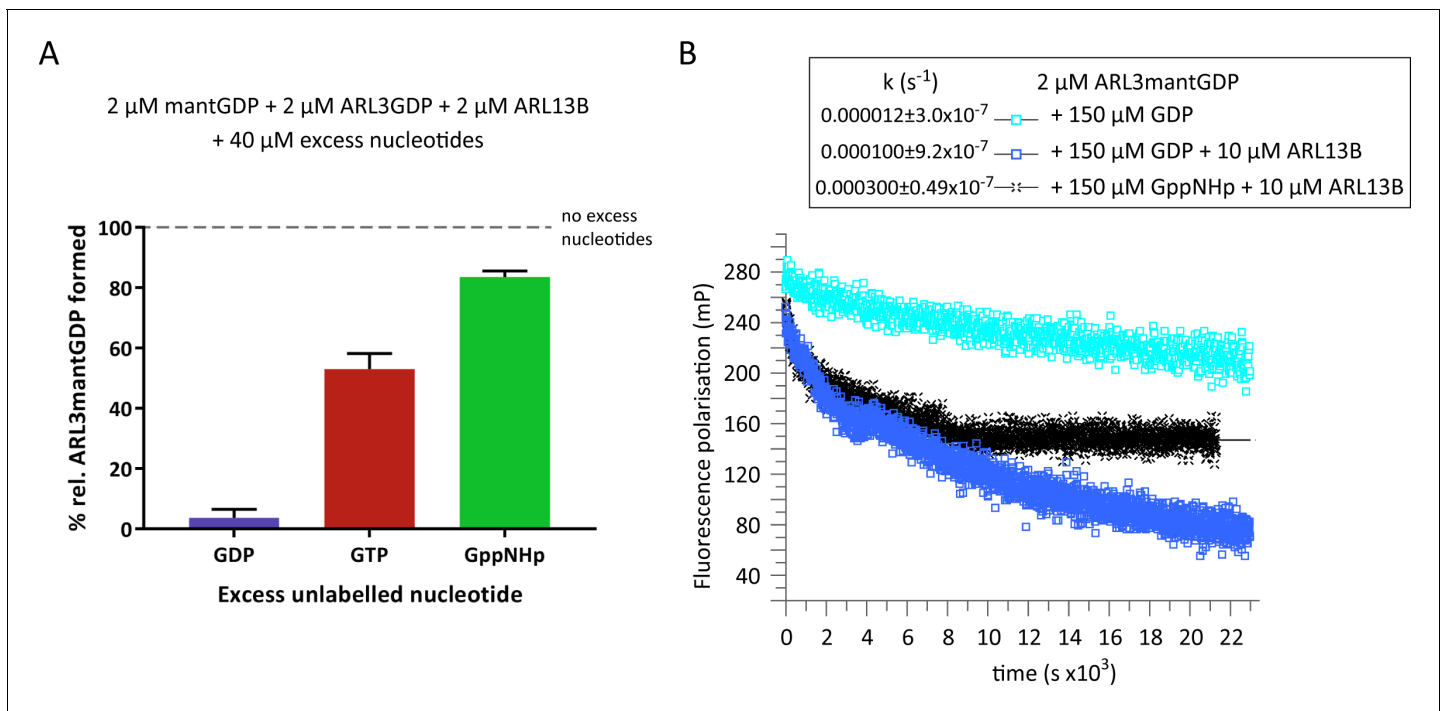 A
2 µM mantGDP + 2 µM ARL3GDP + 2 µM ARL13B
+ 40 µM excess nucleotides
% rel. ARL3mantGDP formed
100
80
60
40
20
0
no excess
nucleotides
GDP GTP GppNHp
Excess unlabelled nucleotide
B
k (s⁻¹) 2 µM ARL3mantGDP
0.000012±3.0x10⁻⁷ + 150 µM GDP
0.000100±9.2x10⁻⁷ + 150 µM GDP + 10 µM ARL13B
0.000300±0.49x10⁻⁷ + 150 µM GppNHp + 10 µM ARL13B
Fluorescence polarisation (mP)
280
240
200
160
120
80
40
0 2 4 6 8 10 12 14 16 18 20 22
time (s x10³)